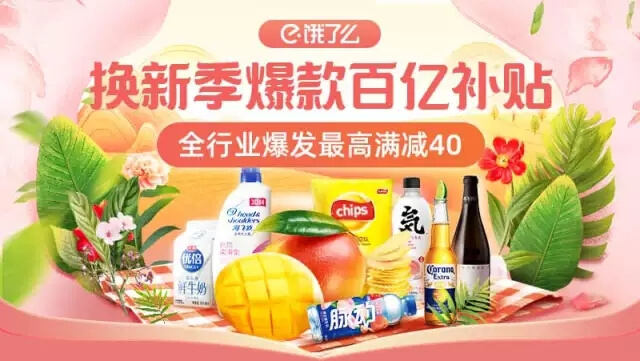 饿了么
换新季爆款百亿补贴
全行业爆发最高满减40
head&
shoulders
海飞丝
chips
氣
优倍
鲜牛奶
Corona
Extra
脉动